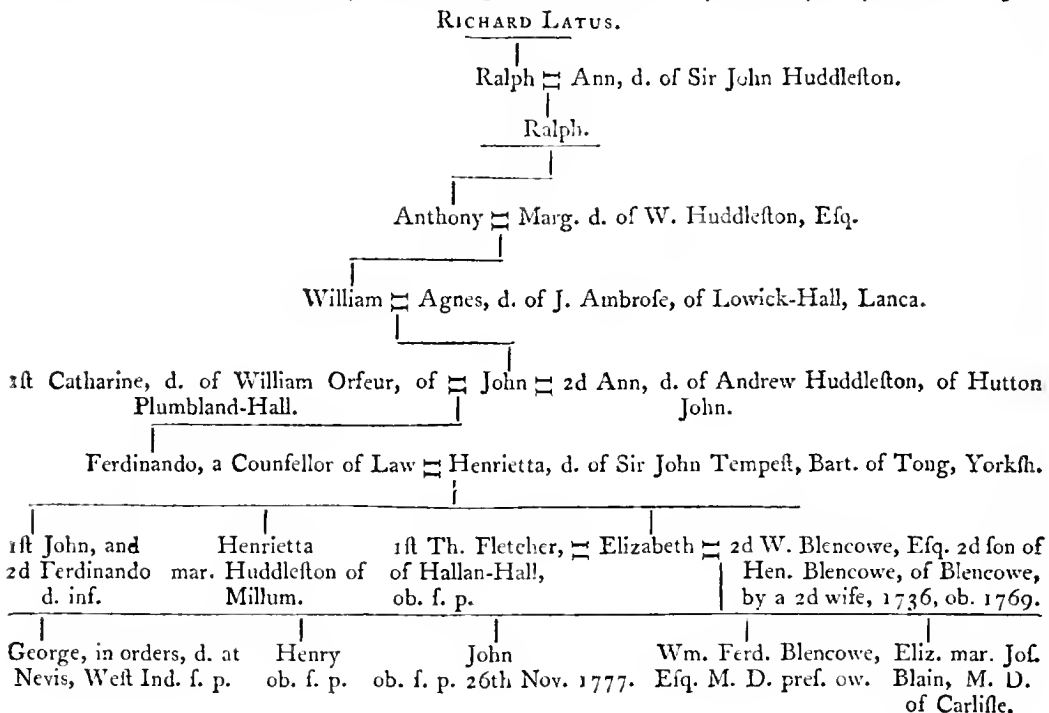 RICHARD LATUS.
Ralph Ann, d. of Sir John Huddleſton.
Ralph.
Anthony Marg. d. of W. Huddleſton, Eſq.
William Agnes, d. of J. Ambroſe, of Lowick-Hall, Lanca.
1ſt Catharine, d. of William Orfeur, of John 2d Ann, d. of Andrew Huddleſton, of Hutton
Plumbland-Hall. John.
Ferdinando, a Counſellor of Law Henrietta, d. of Sir John Tempeſt, Bart. of Tong, Yorkſh.
1ſt John, and Henrietta 1ſt Th. Fletcher, Elizabeth 2d W. Blencowe, Eſq. 2d ſon of
2d Ferdinando mar. Huddleſton of of Hallan-Hall, Hen. Blencowe, of Blencowe,
d. inf. Millum. ob. ſ. p. by a 2d wife, 1736, ob. 1769.
George, in orders, d. at Henry John Wm. Ferd. Blencowe, Eliz. mar. Joſ.
Nevis, Weſt Ind. ſ. p. ob. ſ. p. ob. ſ. p. 26th Nov. 1777. Eſq. M. D. preſ. ow. Blain, M. D.
of Carliſle.